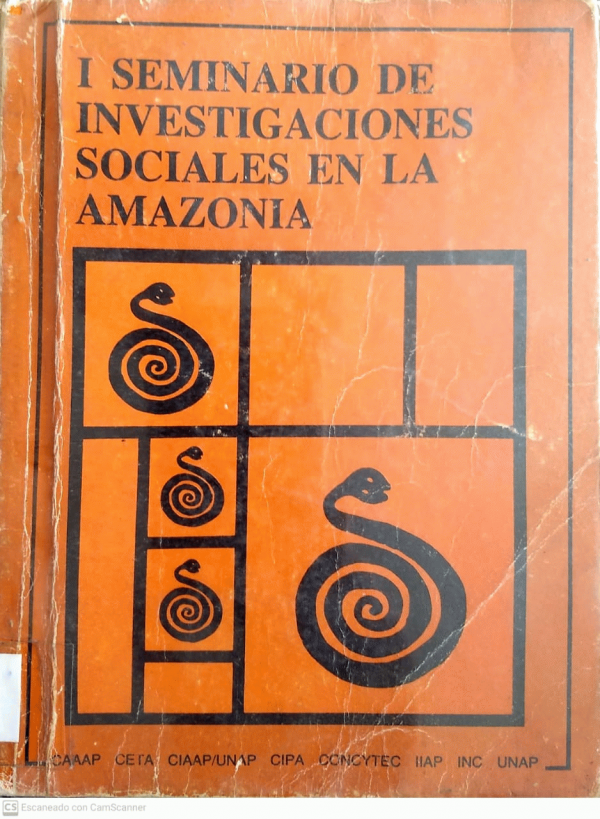 I SEMINARIO DE
INVESTIGACIONES
SOCIALES EN LA
AMAZONIA
CAAAP CETA CIAAP/UNAP CIPA CONCYTEC IIAP INC UNAP
CS Escaneado con CamScanner